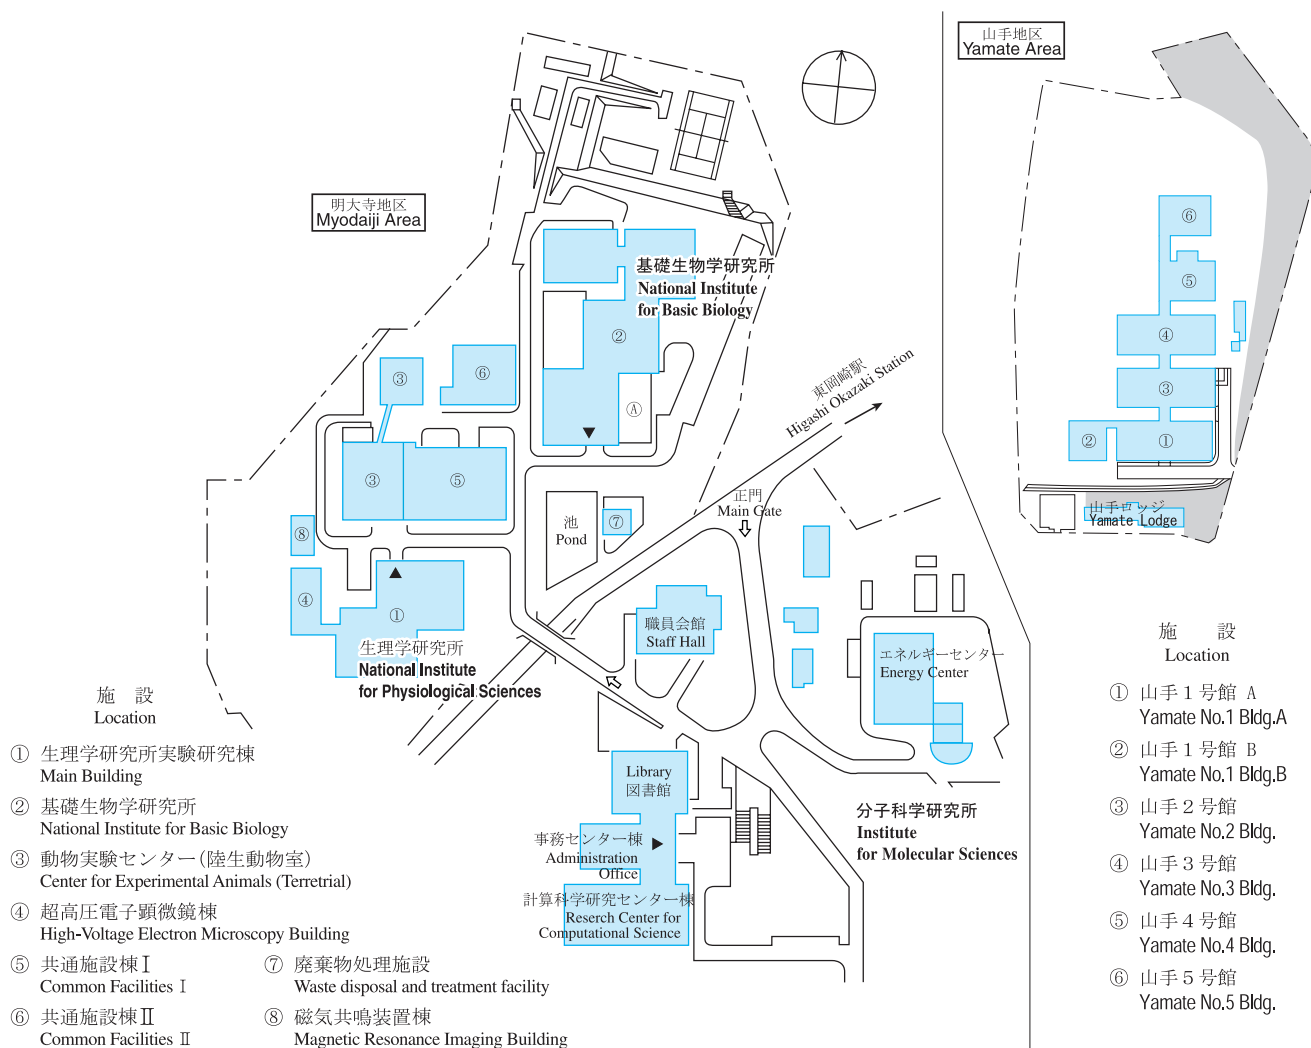 山手地区
Yamate Area
明大寺地区
Myodaiji Area
⑥
⑤
④
③
②
①
山手ロッジ
Yamate Lodge
基礎生物学研究所
National Institute
for Basic Biology
②
Ⓐ
③
⑥
③
⑤
東岡崎駅
Higashi Okazaki Station
正門
Main Gate
池
Pond
⑦
⑧
④
①
生理学研究所
National Institute
for Physiological Sciences
職員会館
Staff Hall
エネルギーセンター
Energy Center
Library
図書館
事務センター棟
Administration
Office
計算科学研究センター棟
Reserch Center for
Computational Science
分子科学研究所
Institute
for Molecular Sciences
施 設
Location
① 生理学研究所実験研究棟
Main Building
② 基礎生物学研究所
National Institute for Basic Biology
③ 動物実験センター(陸生動物室)
Center for Experimental Animals (Terretrial)
④ 超高圧電子顕微鏡棟
High-Voltage Electron Microscopy Building
⑤ 共通施設棟Ⅰ
Common Facilities Ⅰ
⑥ 共通施設棟Ⅱ
Common Facilities Ⅱ
⑦ 廃棄物処理施設
Waste disposal and treatment facility
⑧ 磁気共鳴装置棟
Magnetic Resonance Imaging Building
施 設
Location
① 山手1号館 A
Yamate No.1 Bldg.A
② 山手1号館 B
Yamate No.1 Bldg.B
③ 山手2号館
Yamate No.2 Bldg.
④ 山手3号館
Yamate No.3 Bldg.
⑤ 山手4号館
Yamate No.4 Bldg.
⑥ 山手5号館
Yamate No.5 Bldg.